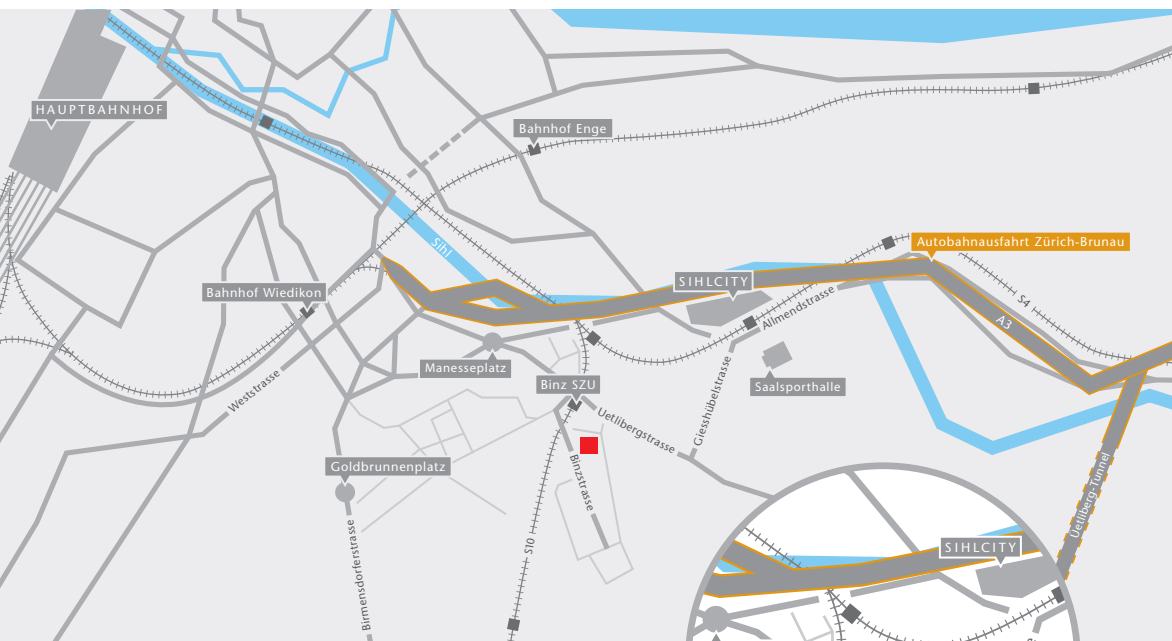 HAUPTBAHNHOF
Bahnhof Enge
Sihl
Autobahnausfahrt Zürich-Brunau
SIHLCITY
Bahnhof Wiedikon
Allmendstrasse
S4
A3
Manesseplatz
Weststrasse
Binz SZU
Saalsporthalle
Giesshübelstrasse
Uetlibergstrasse
Goldbrunnenplatz
Binzstrasse
Uetliberg-Tunnel
S10
Birmensdorferstrasse
SIHLCITY